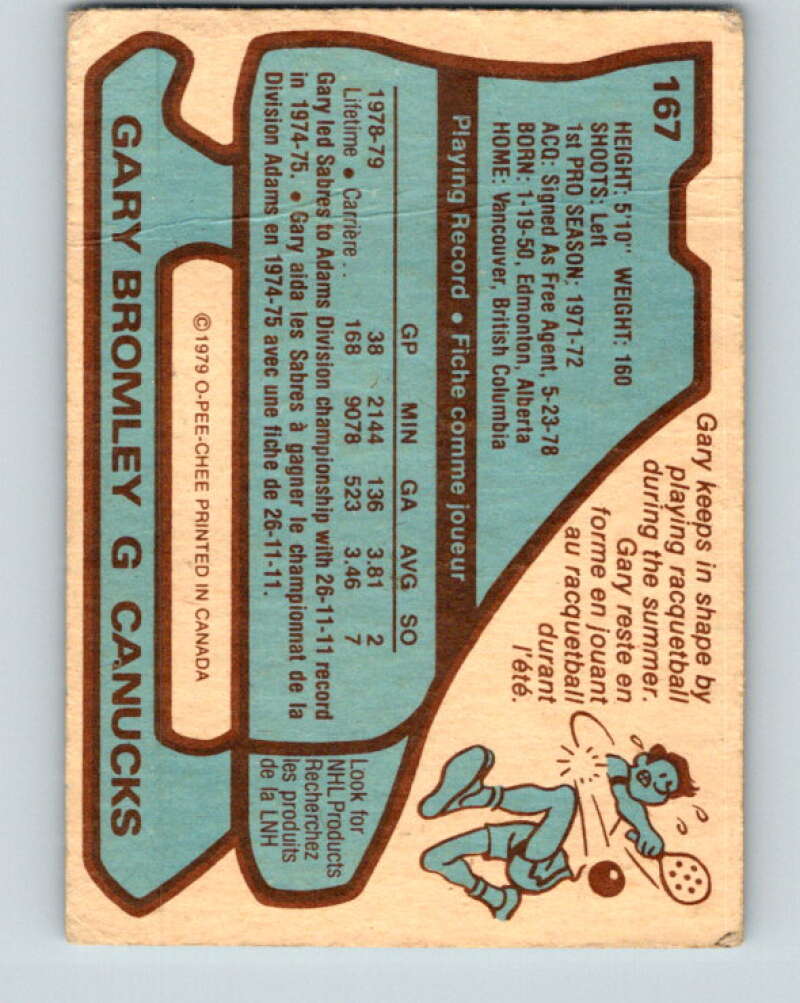 167
HEIGHT: 5'10" WEIGHT: 160
SHOOTS: Left
1st PRO SEASON: 1971-72
ACQ: Signed As Free Agent, 5-23-78
BORN: 1-19-50, Edmonton, Alberta
HOME: Vancouver, British Columbia
Gary keeps in shape by
playing racquetball
during the summer.
Gary reste en
forme en jouant
au racquetball
durant
l'été.
Playing Record • Fiche comme joueur
GP MIN GA AVG SO
1978-79 38 2144 136 3.81 2
Lifetime • Carrière . . 168 9078 523 3.46 7
Gary led Sabres to Adams Division championship with 26-11-11 record
in 1974-75. • Gary aida les Sabres à gagner le championnat de la
Division Adams en 1974-75 avec une fiche de 26-11-11.
Look for
NHL Products
Recherchez
les produits
de la LNH
© 1979 O-PEE-CHEE PRINTED IN CANADA
GARY BROMLEY G CANUCKS